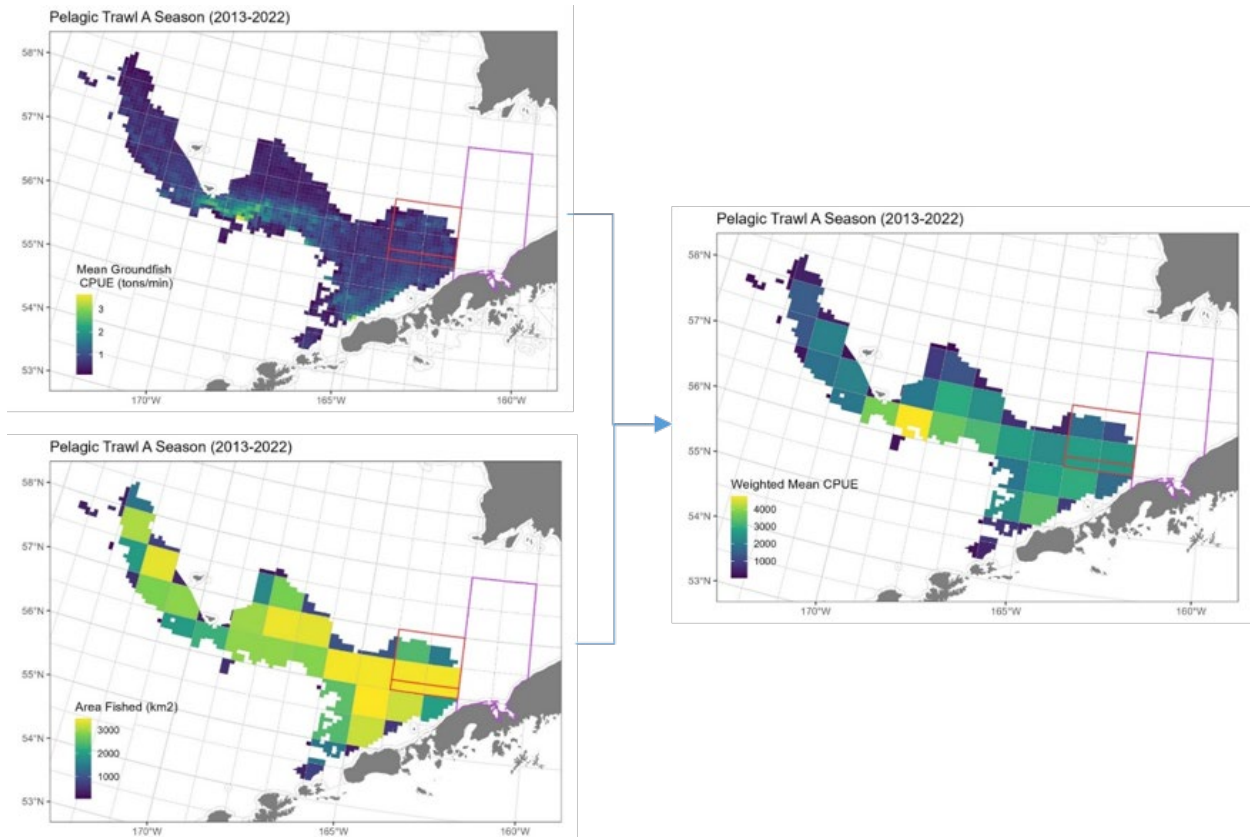 Pelagic Trawl A Season (2013-2022)
58°N
57°N
56°N
55°N
54°N
53°N
Mean Groundfish
CPUE (tons/min)
3
2
1
170°W
165°W
160°W
Pelagic Trawl A Season (2013-2022)
58°N
57°N
56°N
55°N
54°N
53°N
Area Fished (km2)
3000
2000
1000
170°W
165°W
160°W
Pelagic Trawl A Season (2013-2022)
58°N
57°N
56°N
55°N
54°N
53°N
Weighted Mean CPUE
4000
3000
2000
1000
170°W
165°W
160°W